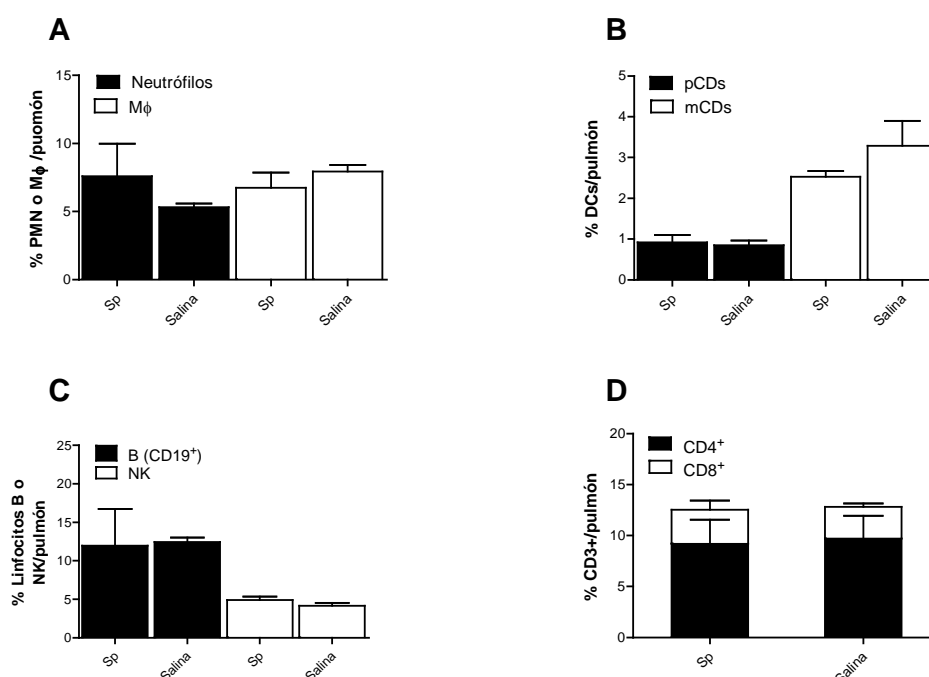 A
Neutrófilos
Mϕ
% PMN o Mϕ /puomón
15
10
5
0
Sp
Salina
Sp
Salina
B
pCDs
mCDs
% DCs/pulmón
5
4
3
2
1
0
Sp
Salina
Sp
Salina
C
B (CD19⁺)
NK
% Linfocitos B o
NK/pulmón
25
20
15
10
5
0
Sp
Salina
Sp
Salina
D
CD4⁺
CD8⁺
% CD3+/pulmón
20
15
10
5
0
Sp
Salina